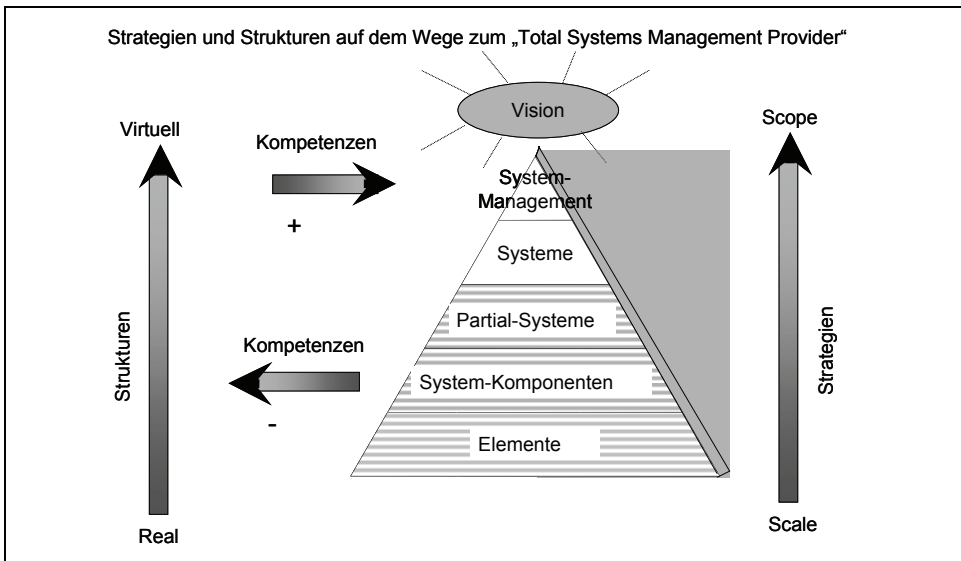 Strategien und Strukturen auf dem Wege zum „Total Systems Management Provider“
Vision
Virtuell
Scope
Kompetenzen
+
System-
Management
Systeme
Partial-Systeme
Kompetenzen
-
System-Komponenten
Elemente
Strukturen
Strategien
Real
Scale